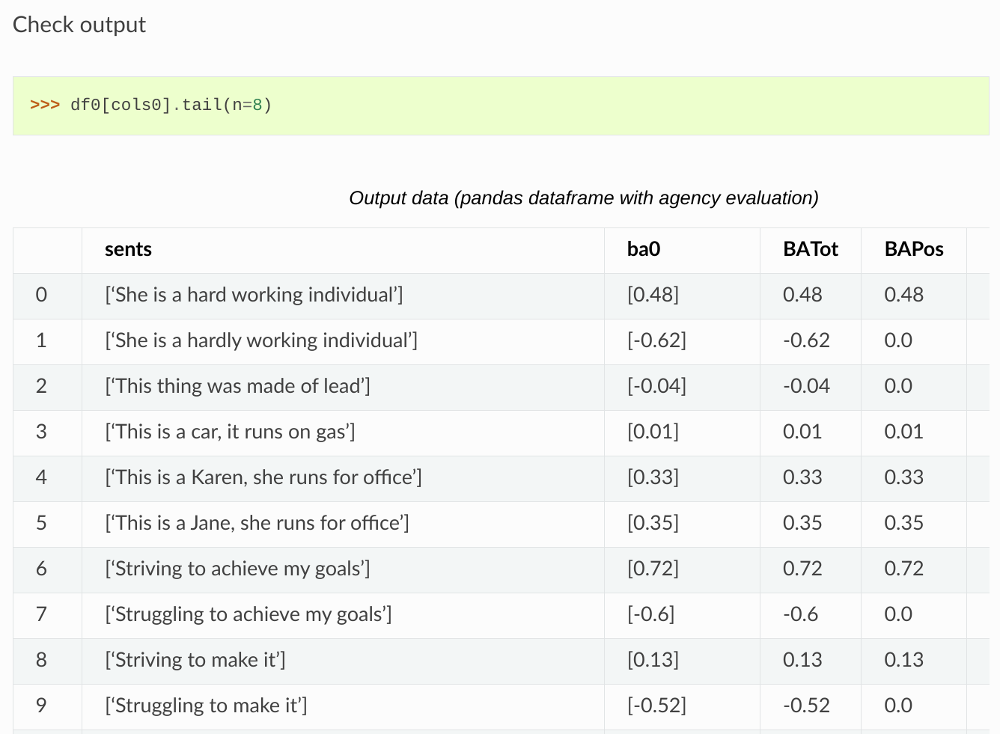 Check output
>>> df0[cols0].tail(n=8)
Output data (pandas dataframe with agency evaluation)
sents ba0 BATot BAPos
0 [‘She is a hard working individual’] [0.48] 0.48 0.48
1 [‘She is a hardly working individual’] [-0.62] -0.62 0.0
2 [‘This thing was made of lead’] [-0.04] -0.04 0.0
3 [‘This is a car, it runs on gas’] [0.01] 0.01 0.01
4 [‘This is a Karen, she runs for office’] [0.33] 0.33 0.33
5 [‘This is a Jane, she runs for office’] [0.35] 0.35 0.35
6 [‘Striving to achieve my goals’] [0.72] 0.72 0.72
7 [‘Struggling to achieve my goals’] [-0.6] -0.6 0.0
8 [‘Striving to make it’] [0.13] 0.13 0.13
9 [‘Struggling to make it’] [-0.52] -0.52 0.0